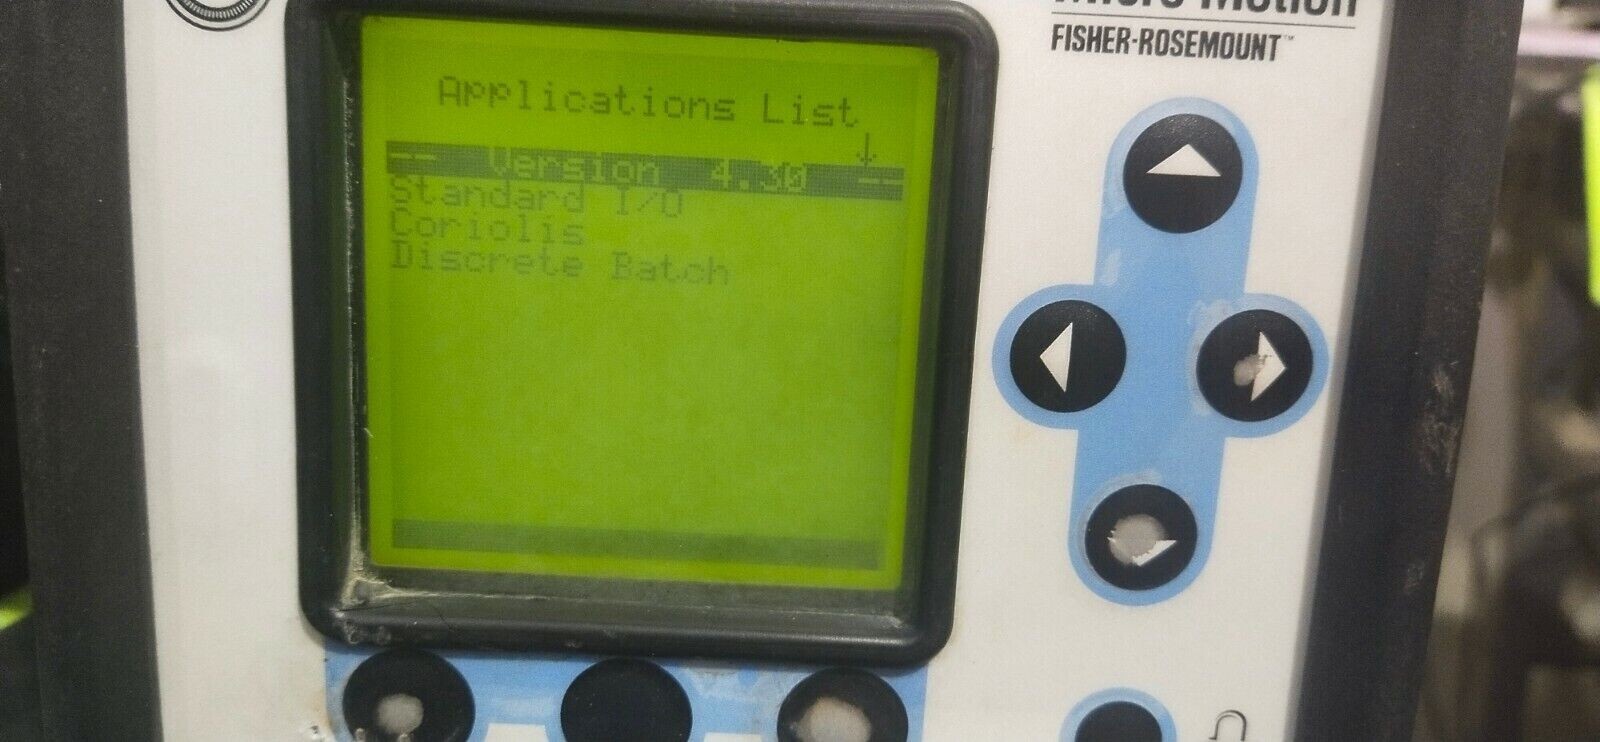 Micro Motion
FISHER-ROSEMOUNT™
Applications List
↓
-- Version 4.30 --
Standard I/O
Coriolis
Discrete Batch